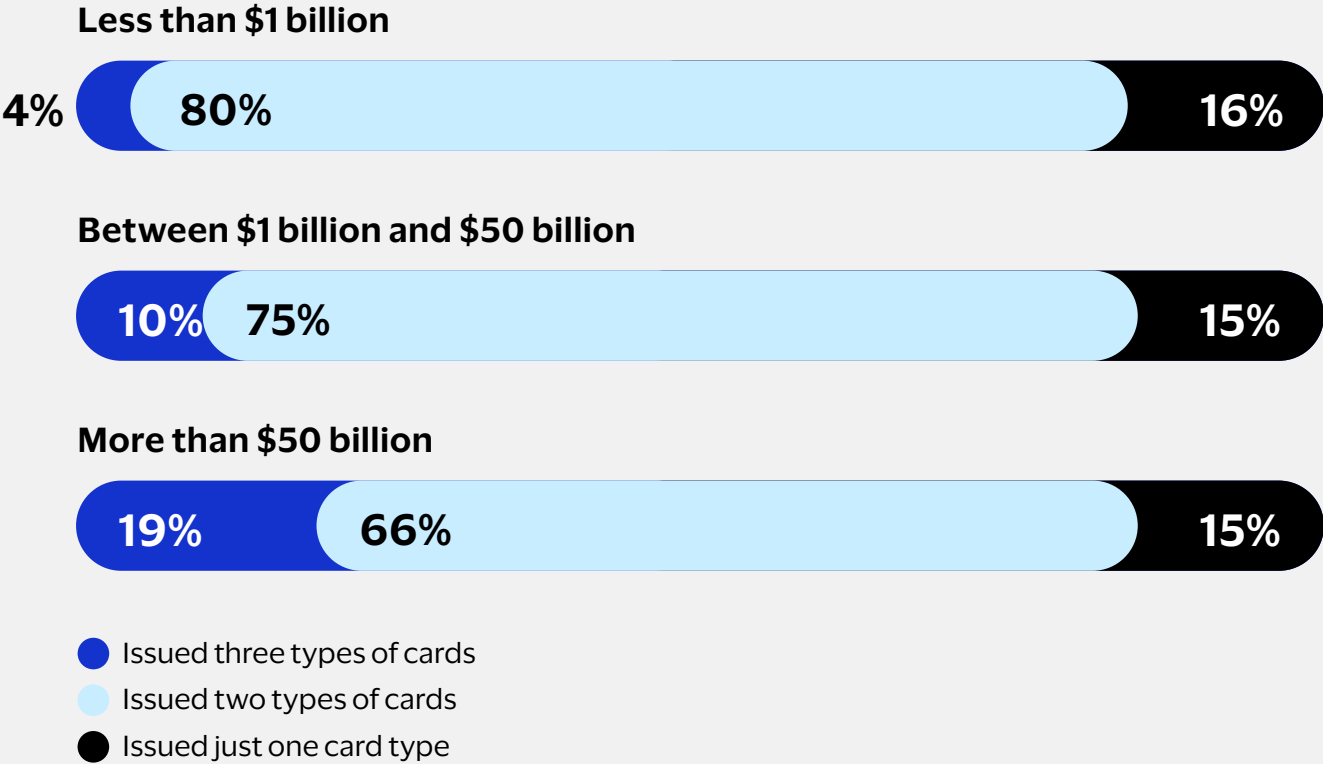 Less than $1 billion
4% 80% 16%
Between $1 billion and $50 billion
10% 75% 15%
More than $50 billion
19% 66% 15%
Issued three types of cards
Issued two types of cards
Issued just one card type